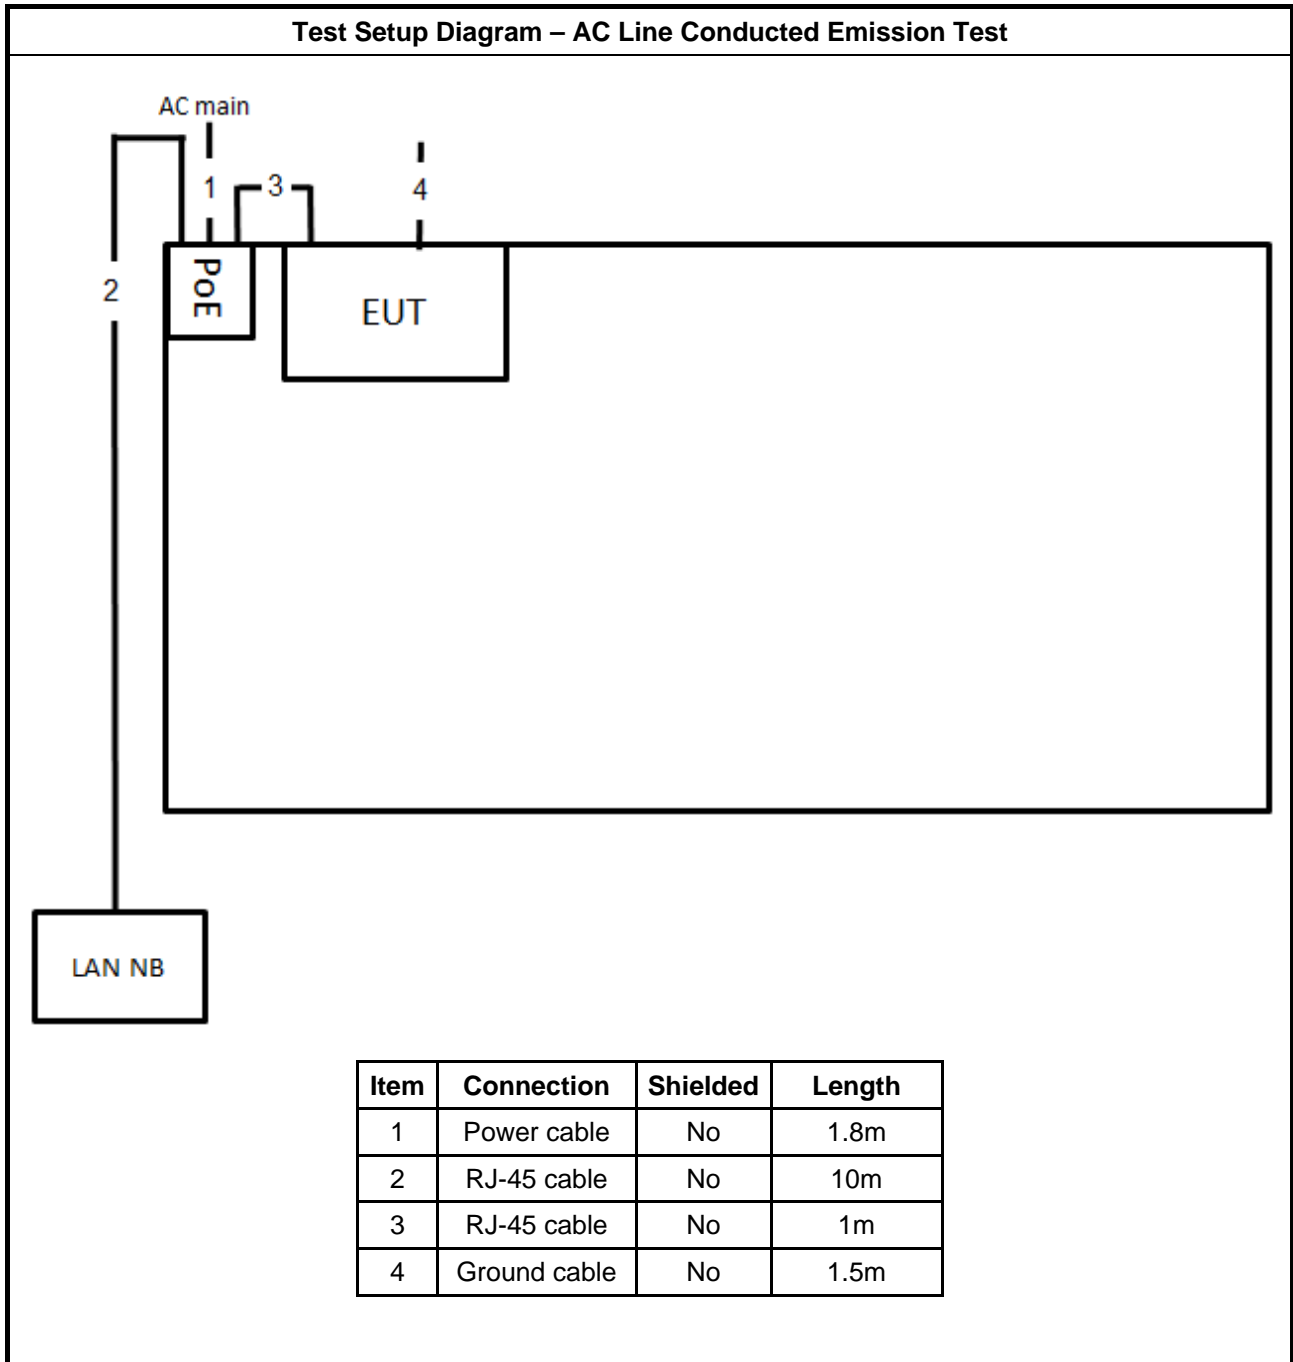 Test Setup Diagram – AC Line Conducted Emission Test
AC main
1
3
4
2
PoE
EUT
LAN NB
Item Connection Shielded Length
1 Power cable No 1.8m
2 RJ-45 cable No 10m
3 RJ-45 cable No 1m
4 Ground cable No 1.5m